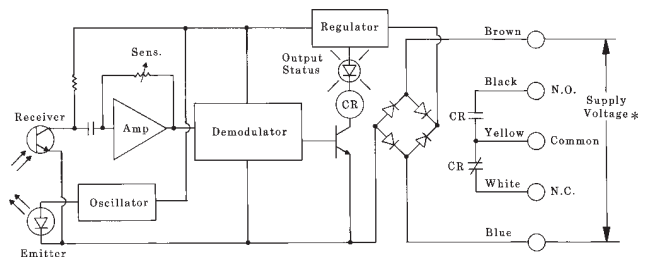 Regulator
Brown
Sens.
Output
Status
Black
N.O.
CR
Supply
Voltage*
Receiver
Amp
Demodulator
CR
Yellow
Common
CR
White
N.C.
Oscillator
Blue
Emitter